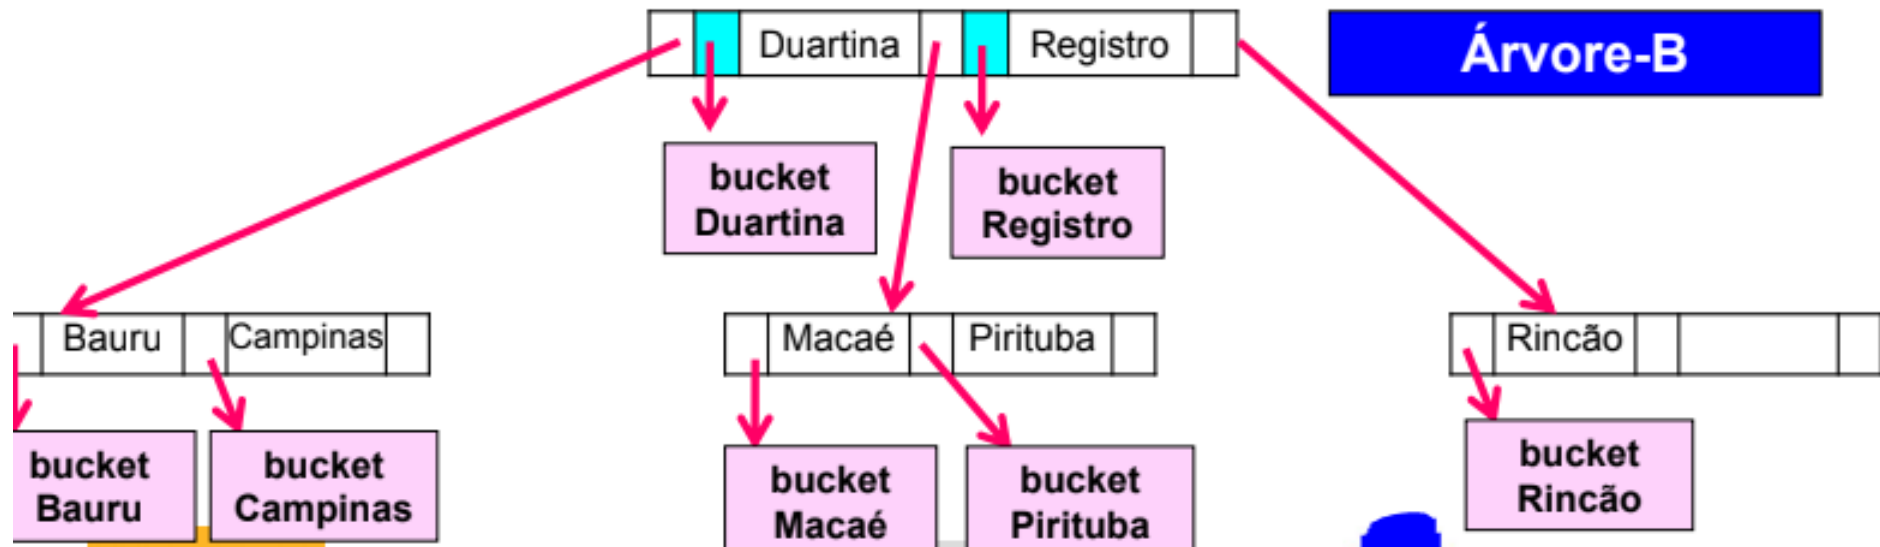 Duartina
Registro
Árvore-B
bucket
Duartina
bucket
Registro
Bauru
Campinas
Macaé
Pirituba
Rincão
bucket
Bauru
bucket
Campinas
bucket
Macaé
bucket
Pirituba
bucket
Rincão